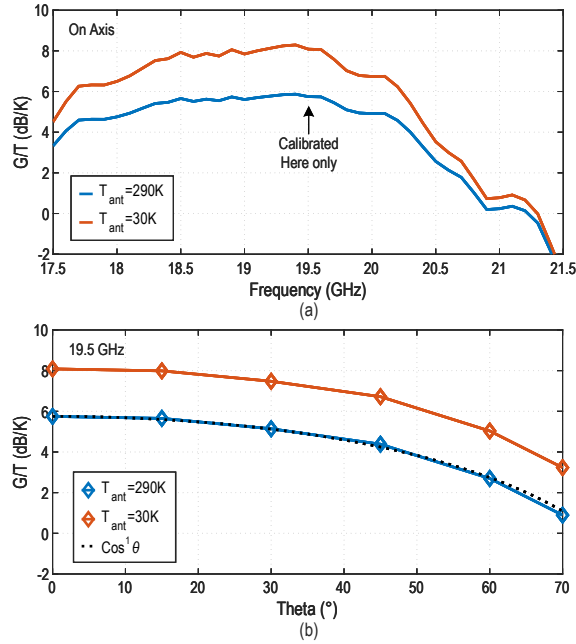 10
8
6
4
2
0
-2
G/T (dB/K)
On Axis
Calibrated
Here only
T_ant=290K
T_ant=30K
17.5 18 18.5 19 19.5 20 20.5 21 21.5
Frequency (GHz)
(a)
10
8
6
4
2
0
-2
G/T (dB/K)
19.5 GHz
T_ant=290K
T_ant=30K
Cos¹ θ
0 10 20 30 40 50 60 70
Theta (°)
(b)